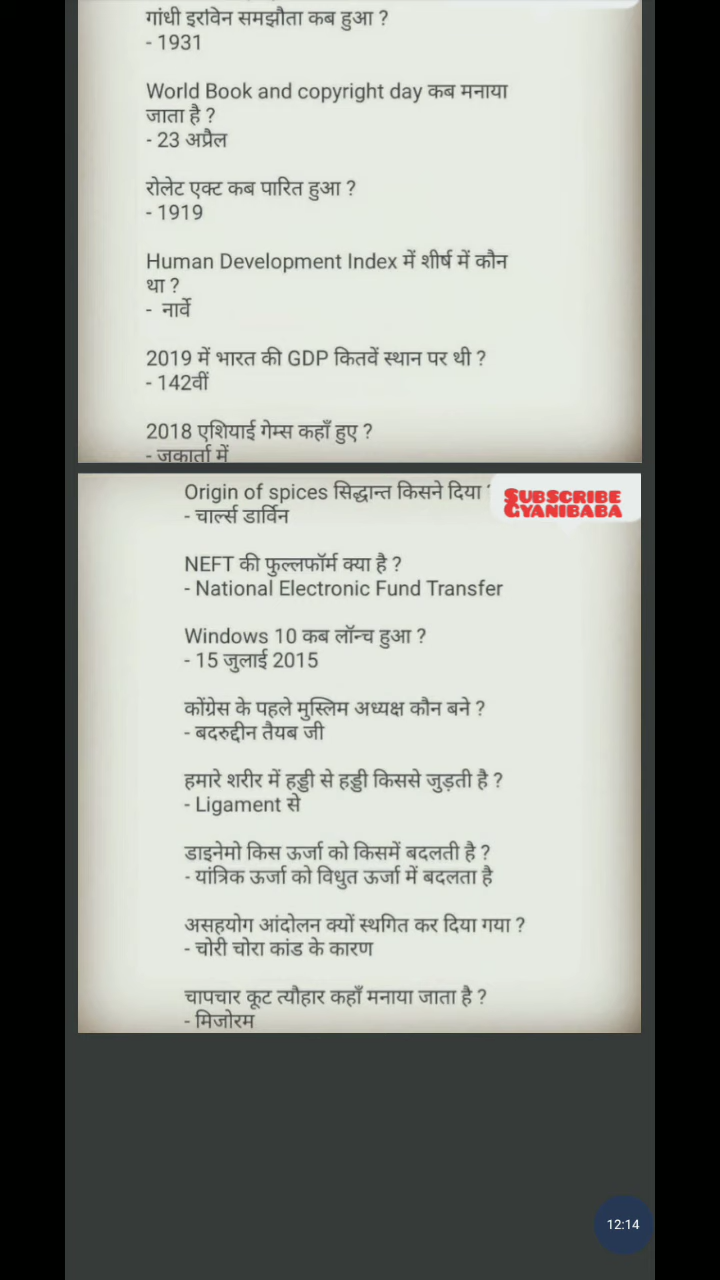 गांधी इरविन समझौता कब हुआ ?
- 1931
World Book and copyright day कब मनाया
जाता है ?
- 23 अप्रैल
रोलेट एक्ट कब पारित हुआ ?
- 1919
Human Development Index में शीर्ष में कौन
था ?
- नार्वे
2019 में भारत की GDP कितवें स्थान पर थी ?
- 142वीं
2018 एशियाई गेम्स कहाँ हुए ?
- जकार्ता में
Origin of spices सिद्धान्त किसने दिया
SUBSCRIBE
GYANIBABA
- चार्ल्स डार्विन
NEFT की फुल्लफॉर्म क्या है ?
- National Electronic Fund Transfer
Windows 10 कब लॉन्च हुआ ?
- 15 जुलाई 2015
कोंग्रेस के पहले मुस्लिम अध्यक्ष कौन बने ?
- बदरुद्दीन तैयब जी
हमारे शरीर में हड्डी से हड्डी किससे जुड़ती है ?
- Ligament से
डाइनेमो किस ऊर्जा को किसमें बदलती है ?
- यांत्रिक ऊर्जा को विधुत ऊर्जा में बदलता है
असहयोग आंदोलन क्यों स्थगित कर दिया गया ?
- चोरी चोरा कांड के कारण
चापचार कूट त्यौहार कहाँ मनाया जाता है ?
- मिजोरम
12:14